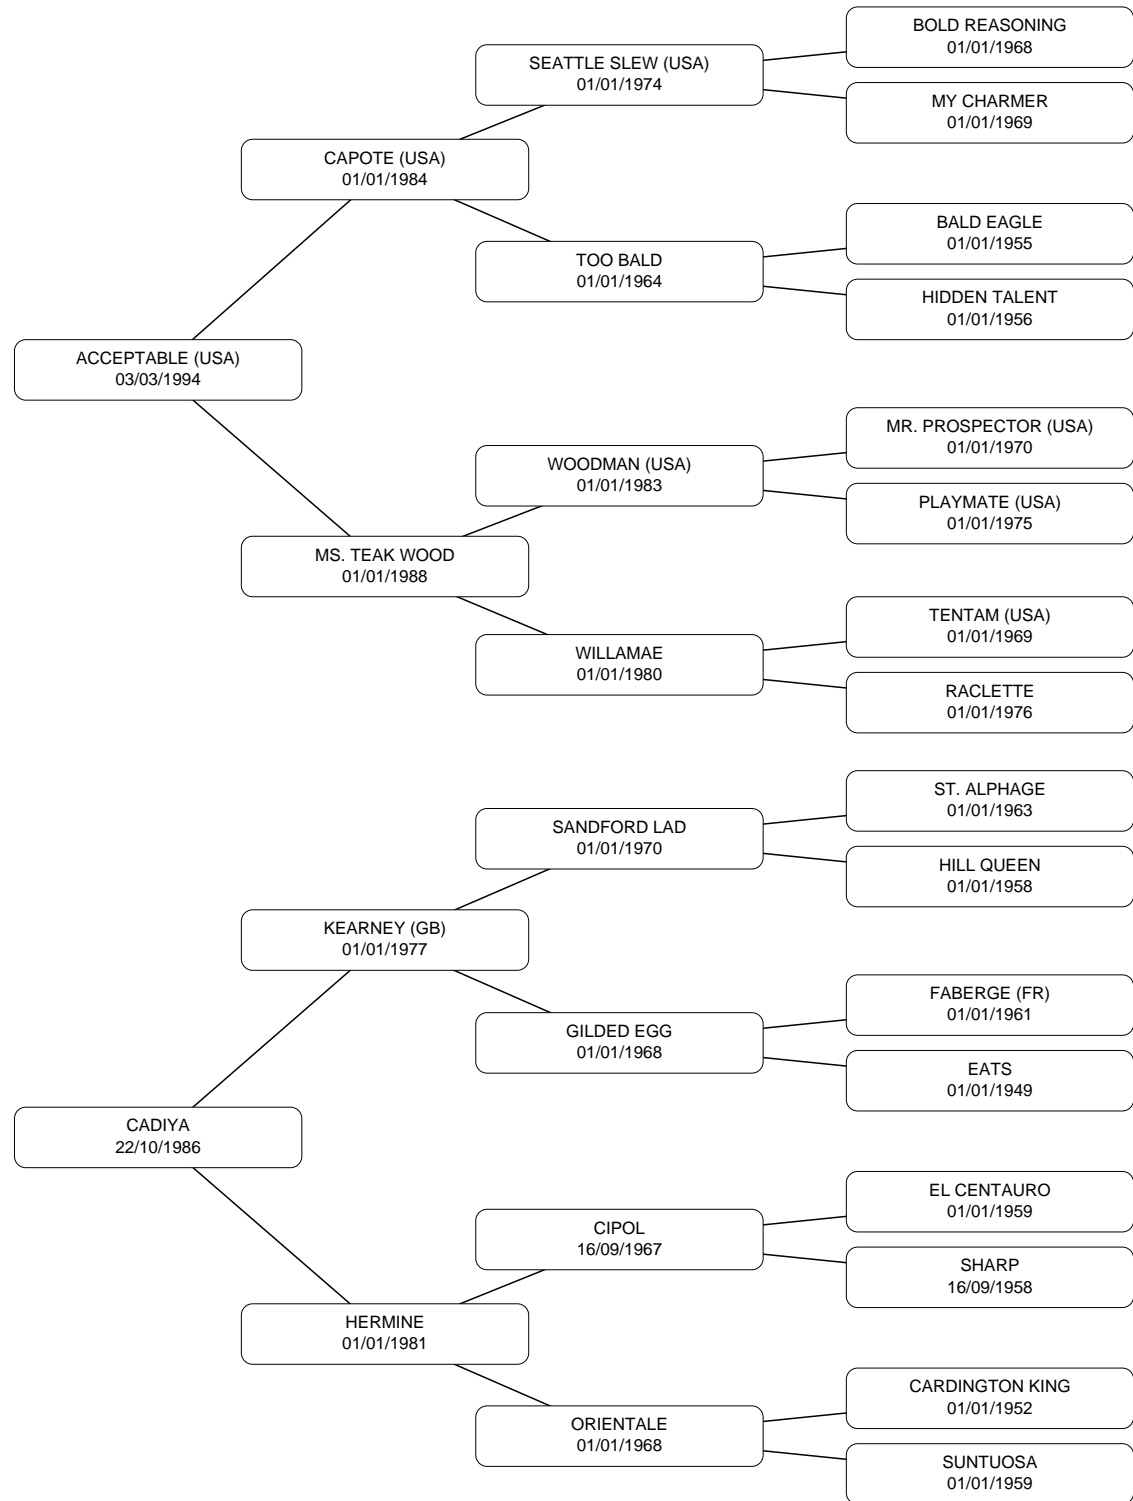 BOLD REASONING
01/01/1968
SEATTLE SLEW (USA)
01/01/1974
MY CHARMER
01/01/1969
CAPOTE (USA)
01/01/1984
BALD EAGLE
01/01/1955
TOO BALD
01/01/1964
HIDDEN TALENT
01/01/1956
ACCEPTABLE (USA)
03/03/1994
MR. PROSPECTOR (USA)
01/01/1970
WOODMAN (USA)
01/01/1983
PLAYMATE (USA)
01/01/1975
MS. TEAK WOOD
01/01/1988
TENTAM (USA)
01/01/1969
WILLAMAE
01/01/1980
RACLETTE
01/01/1976
ST. ALPHAGE
01/01/1963
SANDFORD LAD
01/01/1970
HILL QUEEN
01/01/1958
KEARNEY (GB)
01/01/1977
FABERGE (FR)
01/01/1961
GILDED EGG
01/01/1968
EATS
01/01/1949
CADIYA
22/10/1986
EL CENTAURO
01/01/1959
CIPOL
16/09/1967
SHARP
16/09/1958
HERMINE
01/01/1981
CARDINGTON KING
01/01/1952
ORIENTALE
01/01/1968
SUNTUOSA
01/01/1959